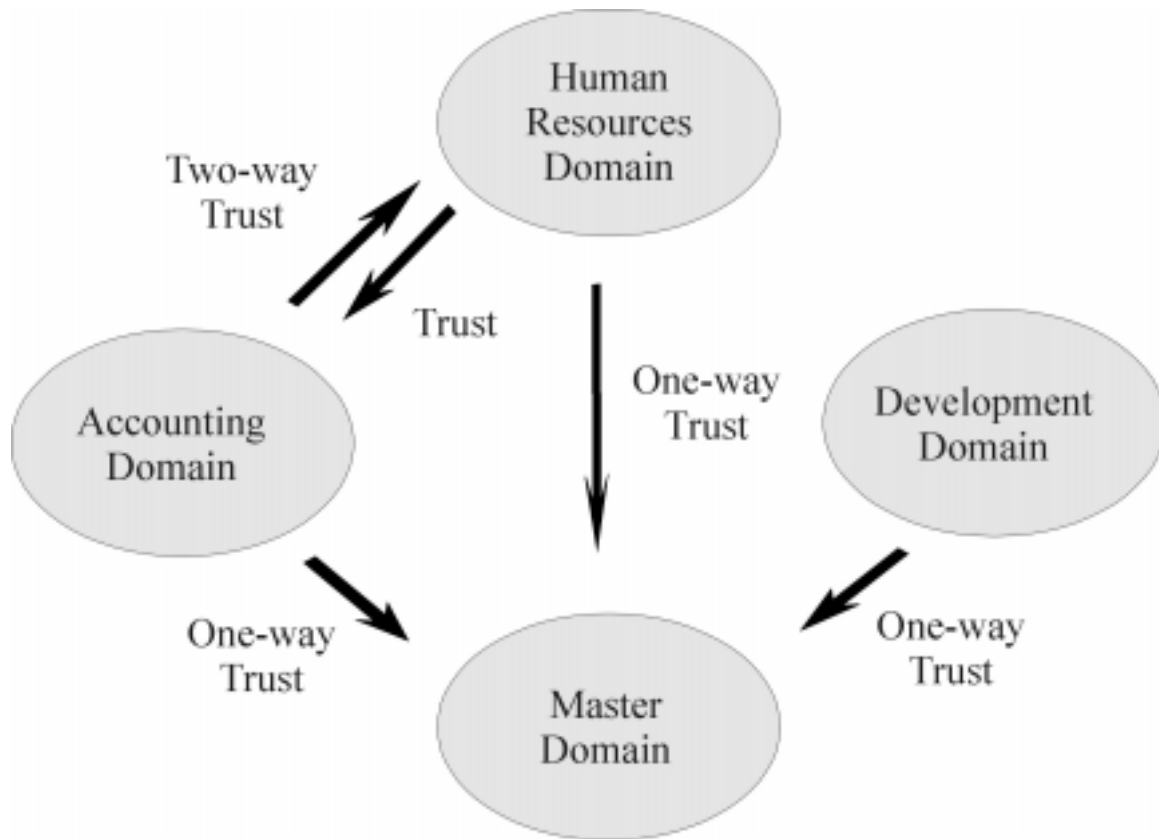 Human
Resources
Domain
Two-way
Trust
Trust
One-way
Trust
Development
Domain
Accounting
Domain
One-way
Trust
One-way
Trust
Master
Domain